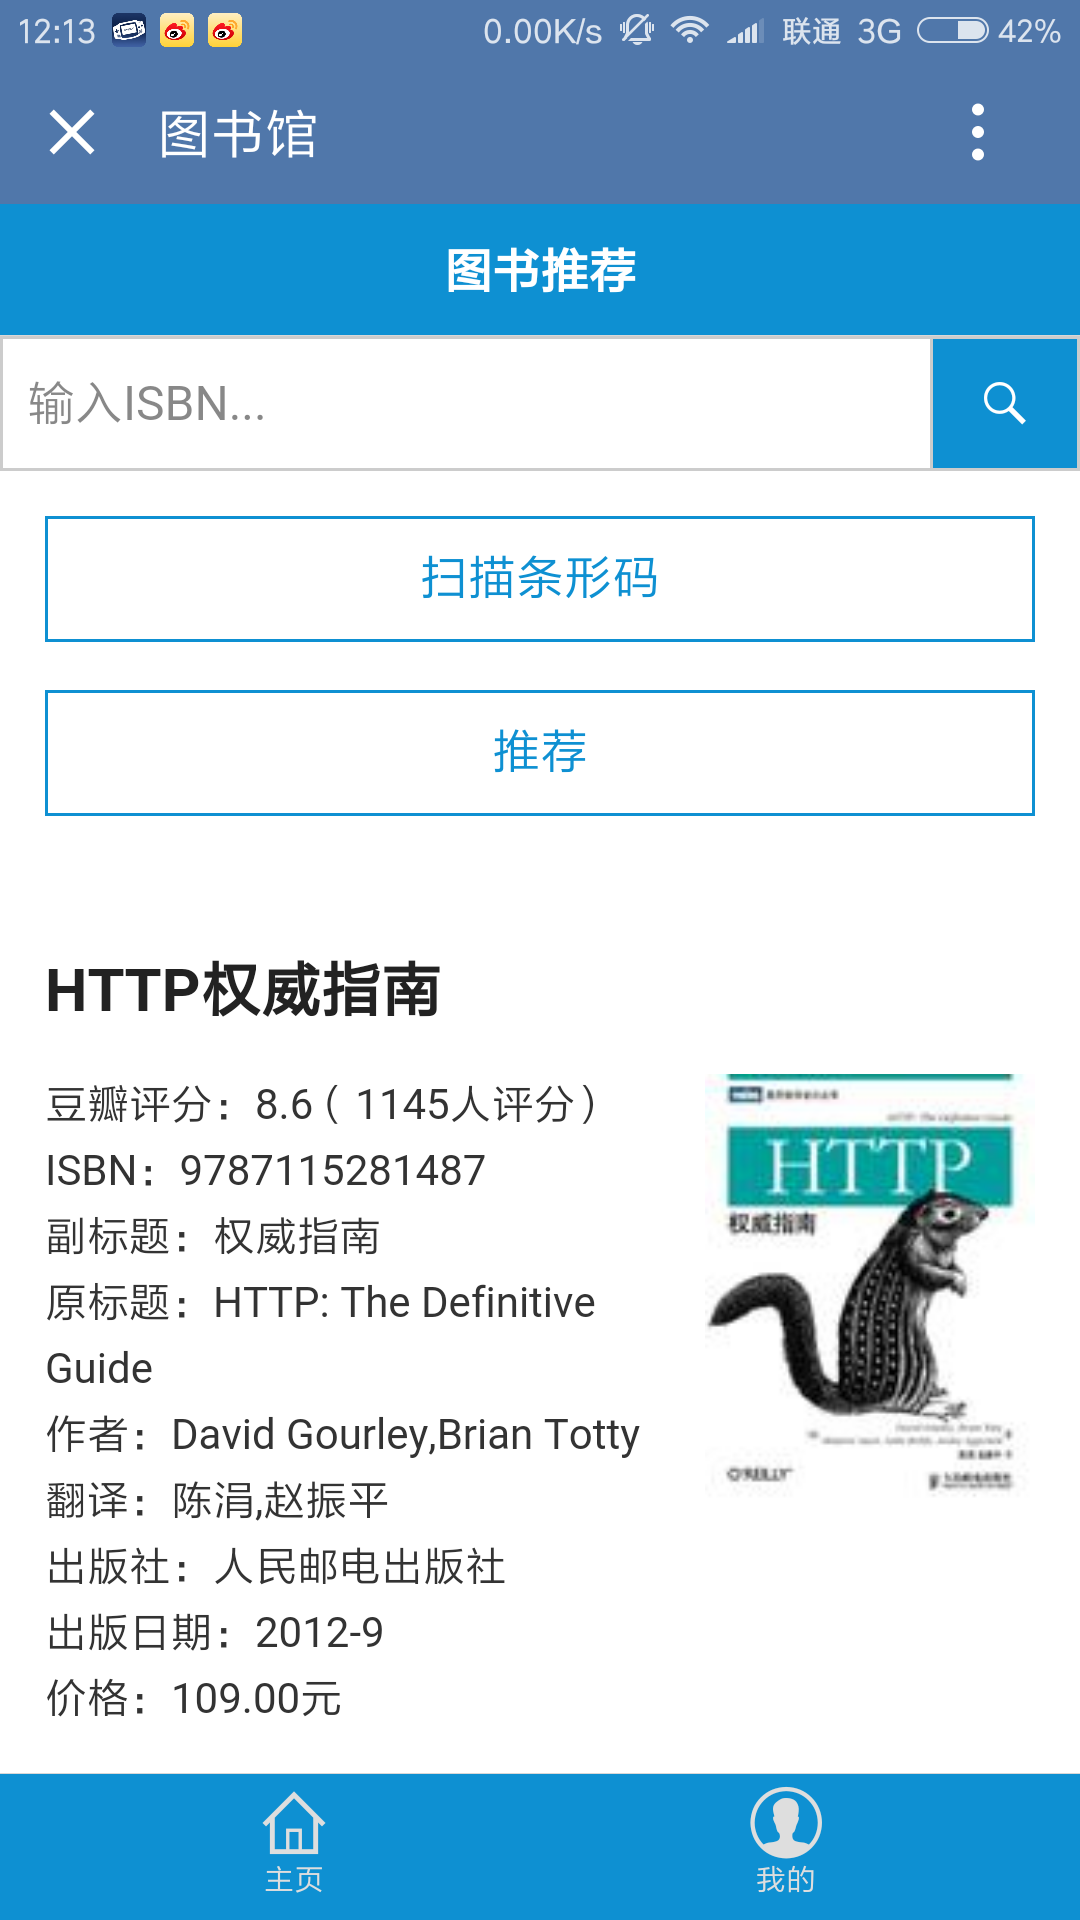 12:13 0.00K/s 联通 3G 42%
图书馆
图书推荐
输入ISBN...
扫描条形码
推荐
HTTP权威指南
豆瓣评分：8.6（1145人评分）
ISBN：9787115281487
副标题：权威指南
原标题：HTTP: The Definitive
Guide
作者：David Gourley,Brian Totty
翻译：陈涓,赵振平
出版社：人民邮电出版社
出版日期：2012-9
价格：109.00元
HTTP
权威指南
O'REILLY
主页
我的